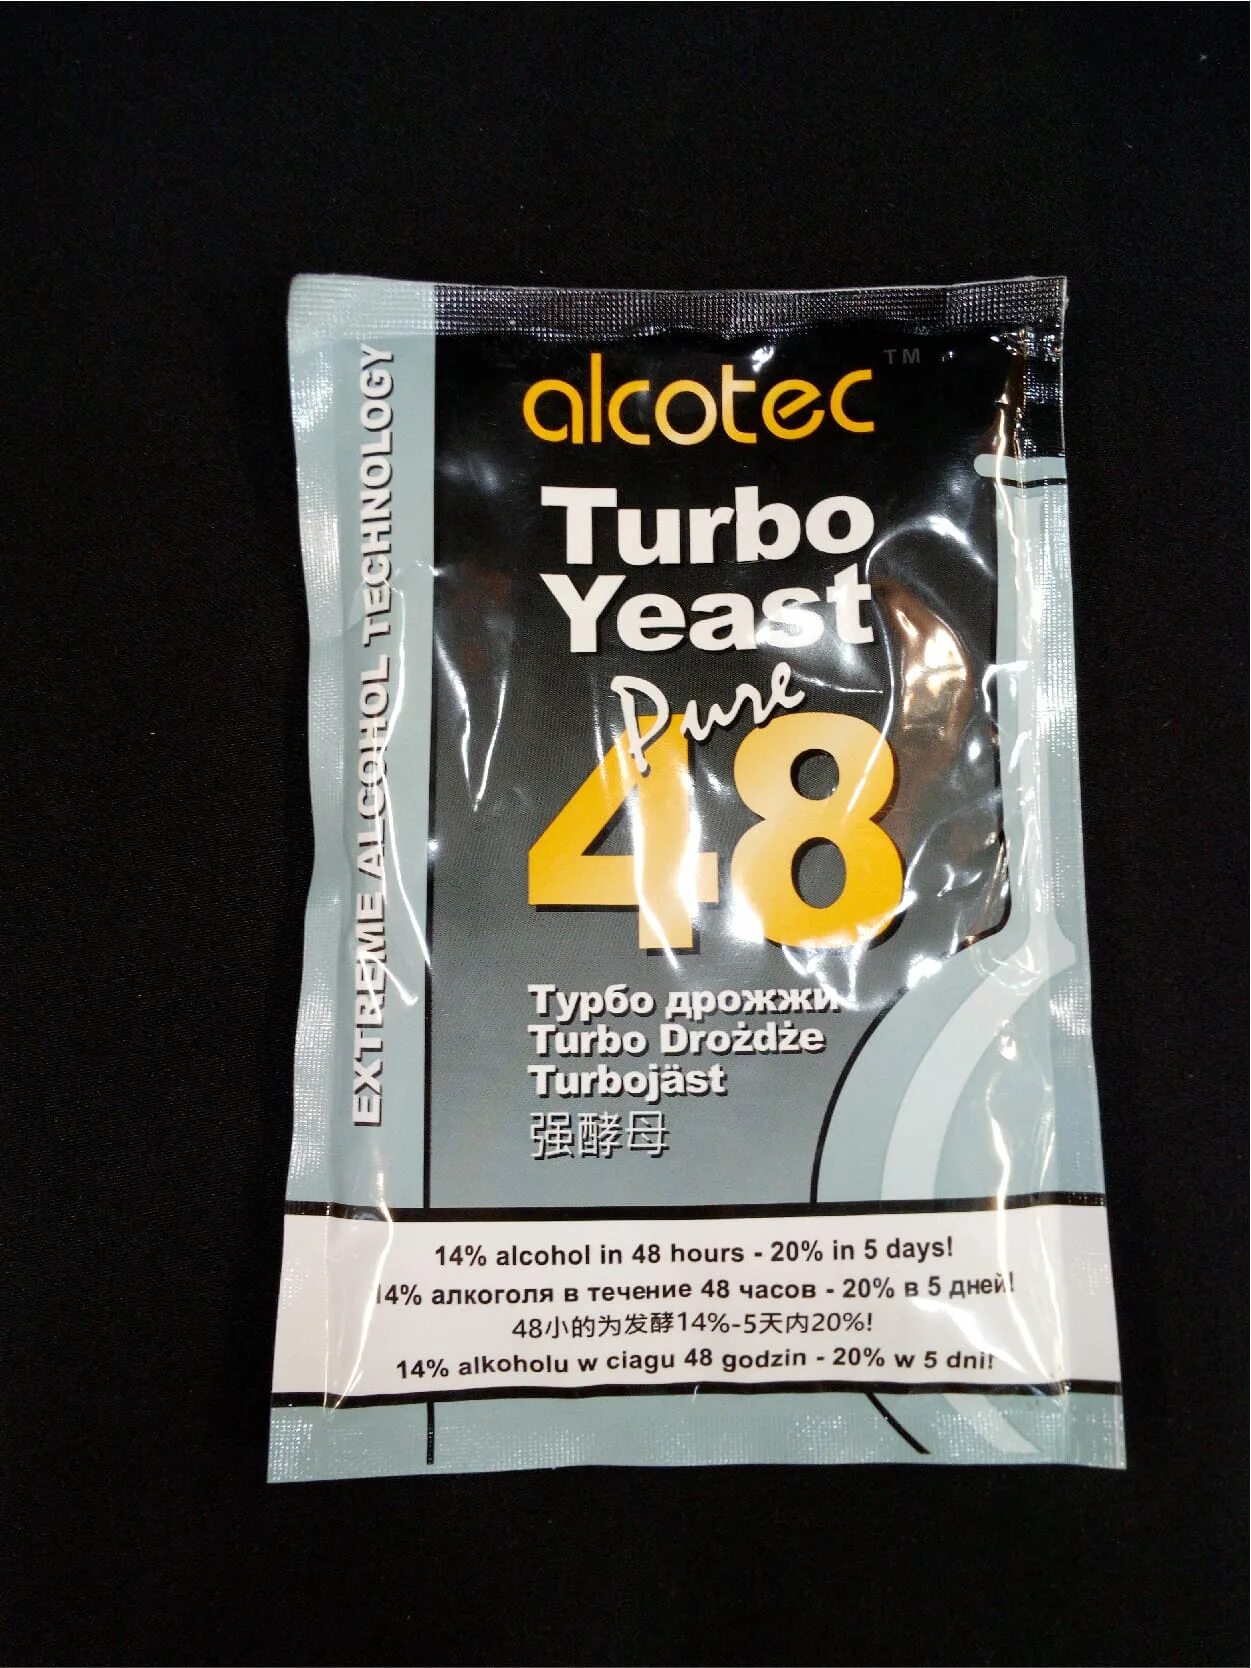 alcotec TM
Turbo
Yeast
Pure
48
EXTREME ALCOHOL TECHNOLOGY
Турбо дрожжи
Turbo Drożdże
Turbojäst
强酵母
14% alcohol in 48 hours - 20% in 5 days!
14% алкоголя в течение 48 часов - 20% в 5 дней!
48小的为发酵14%-5天内20%!
14% alkoholu w ciagu 48 godzin - 20% w 5 dni!